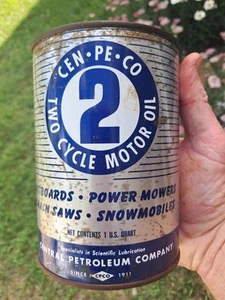 CEN•PE•CO
2
TWO CYCLE MOTOR OIL
POWER MOWERS
SAWS • SNOWMOBILES
NET CONTENTS 1 U.S. QUART
Specialists in Scientific Lubrication
CENTRAL PETROLEUM COMPANY
SINCE CPCO 1911